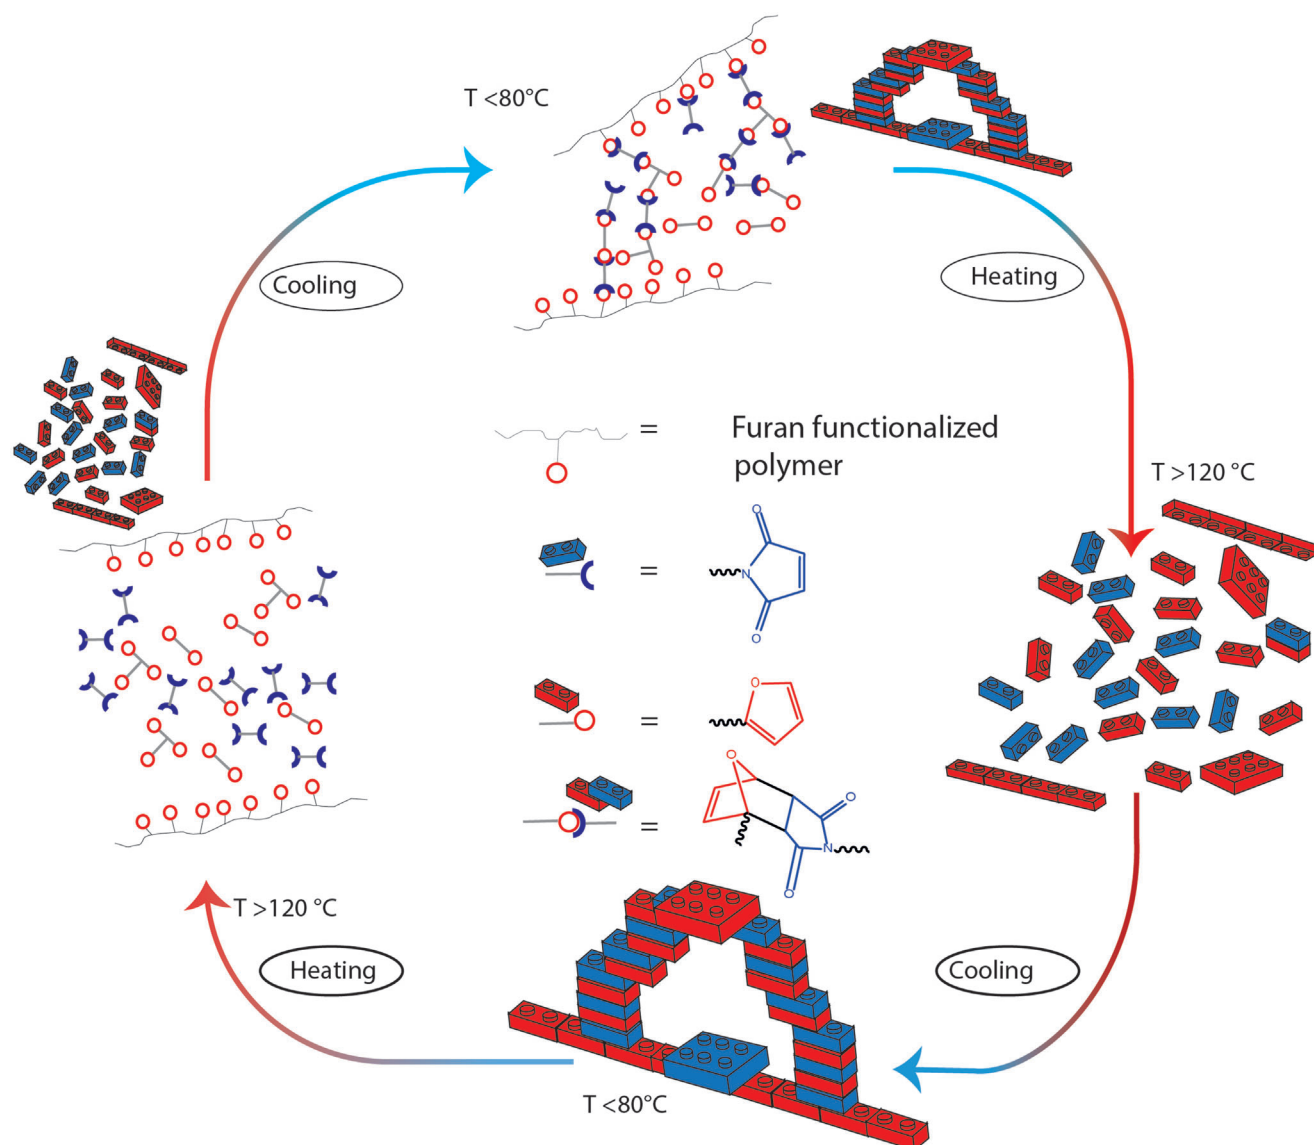 T <80°C
Cooling
Heating
=
Furan functionalized
polymer
T >120 °C
=
O
N
O
=
O
=
O
O
N
O
T >120 °C
Heating
Cooling
T <80°C